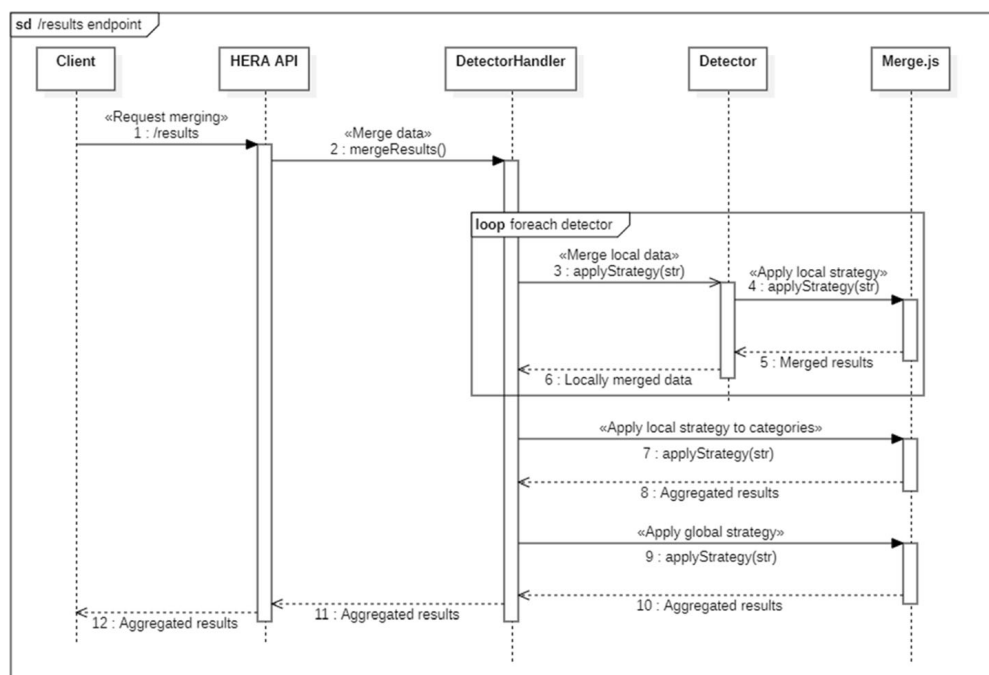 sd /results endpoint
Client
HERA API
DetectorHandler
Detector
Merge.js
«Request merging»
1 : /results
«Merge data»
2 : mergeResults()
loop foreach detector
«Merge local data»
3 : applyStrategy(str)
«Apply local strategy»
4 : applyStrategy(str)
5 : Merged results
6 : Locally merged data
«Apply local strategy to categories»
7 : applyStrategy(str)
8 : Aggregated results
«Apply global strategy»
9 : applyStrategy(str)
10 : Aggregated results
11 : Aggregated results
12 : Aggregated results